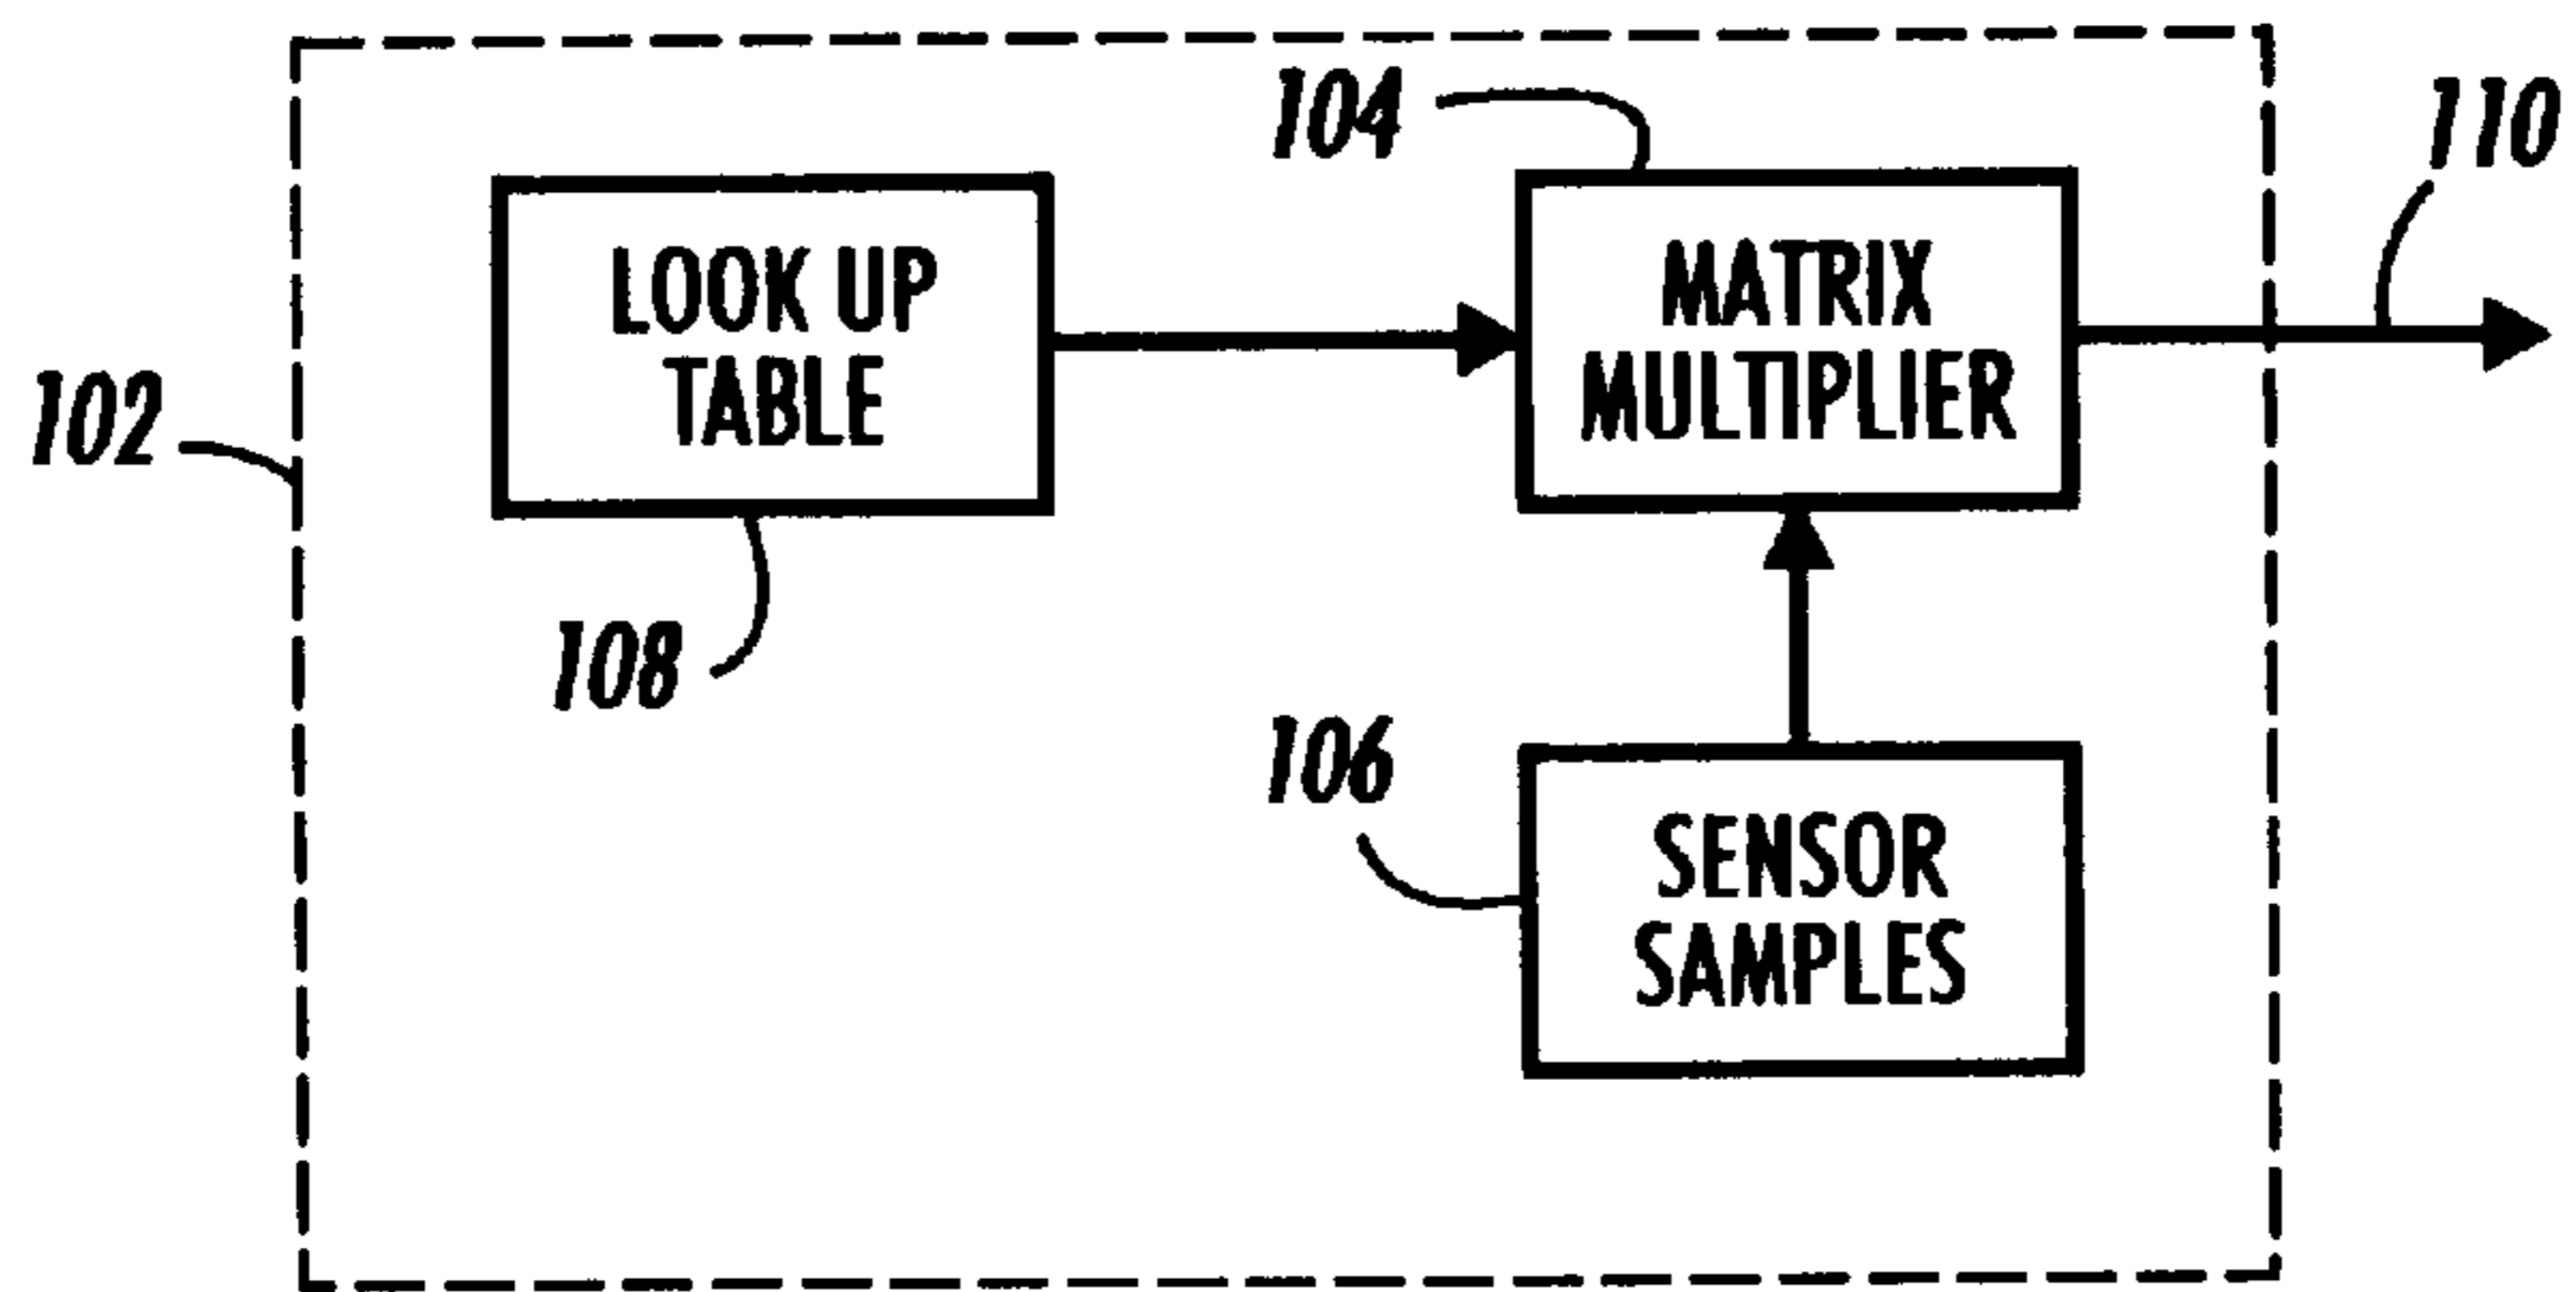 104
110
LOOK UP
TABLE
MATRIX
MULTIPLIER
102
108
106
SENSOR
SAMPLES